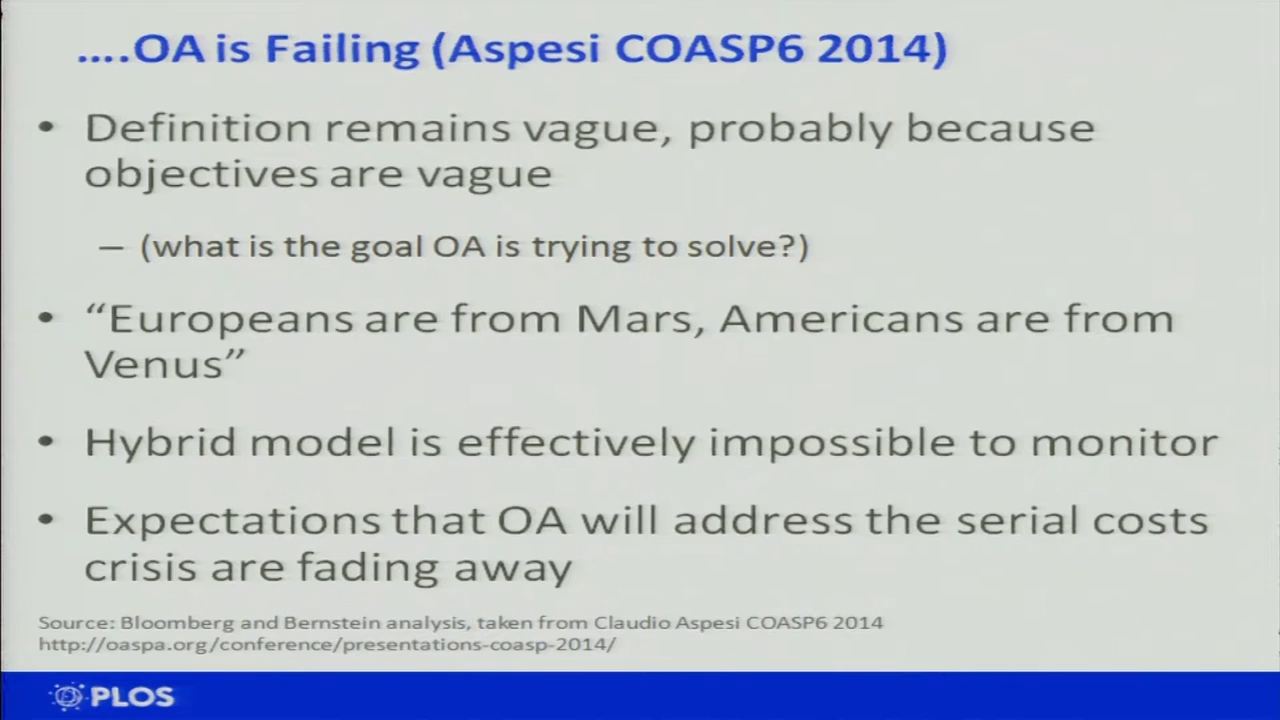 ....OA is Failing (Aspesi COASP6 2014)
• Definition remains vague, probably because
objectives are vague
– (what is the goal OA is trying to solve?)
• “Europeans are from Mars, Americans are from
Venus”
• Hybrid model is effectively impossible to monitor
• Expectations that OA will address the serial costs
crisis are fading away
Source: Bloomberg and Bernstein analysis, taken from Claudio Aspesi COASP6 2014
http://oaspa.org/conference/presentations-coasp-2014/
PLOS